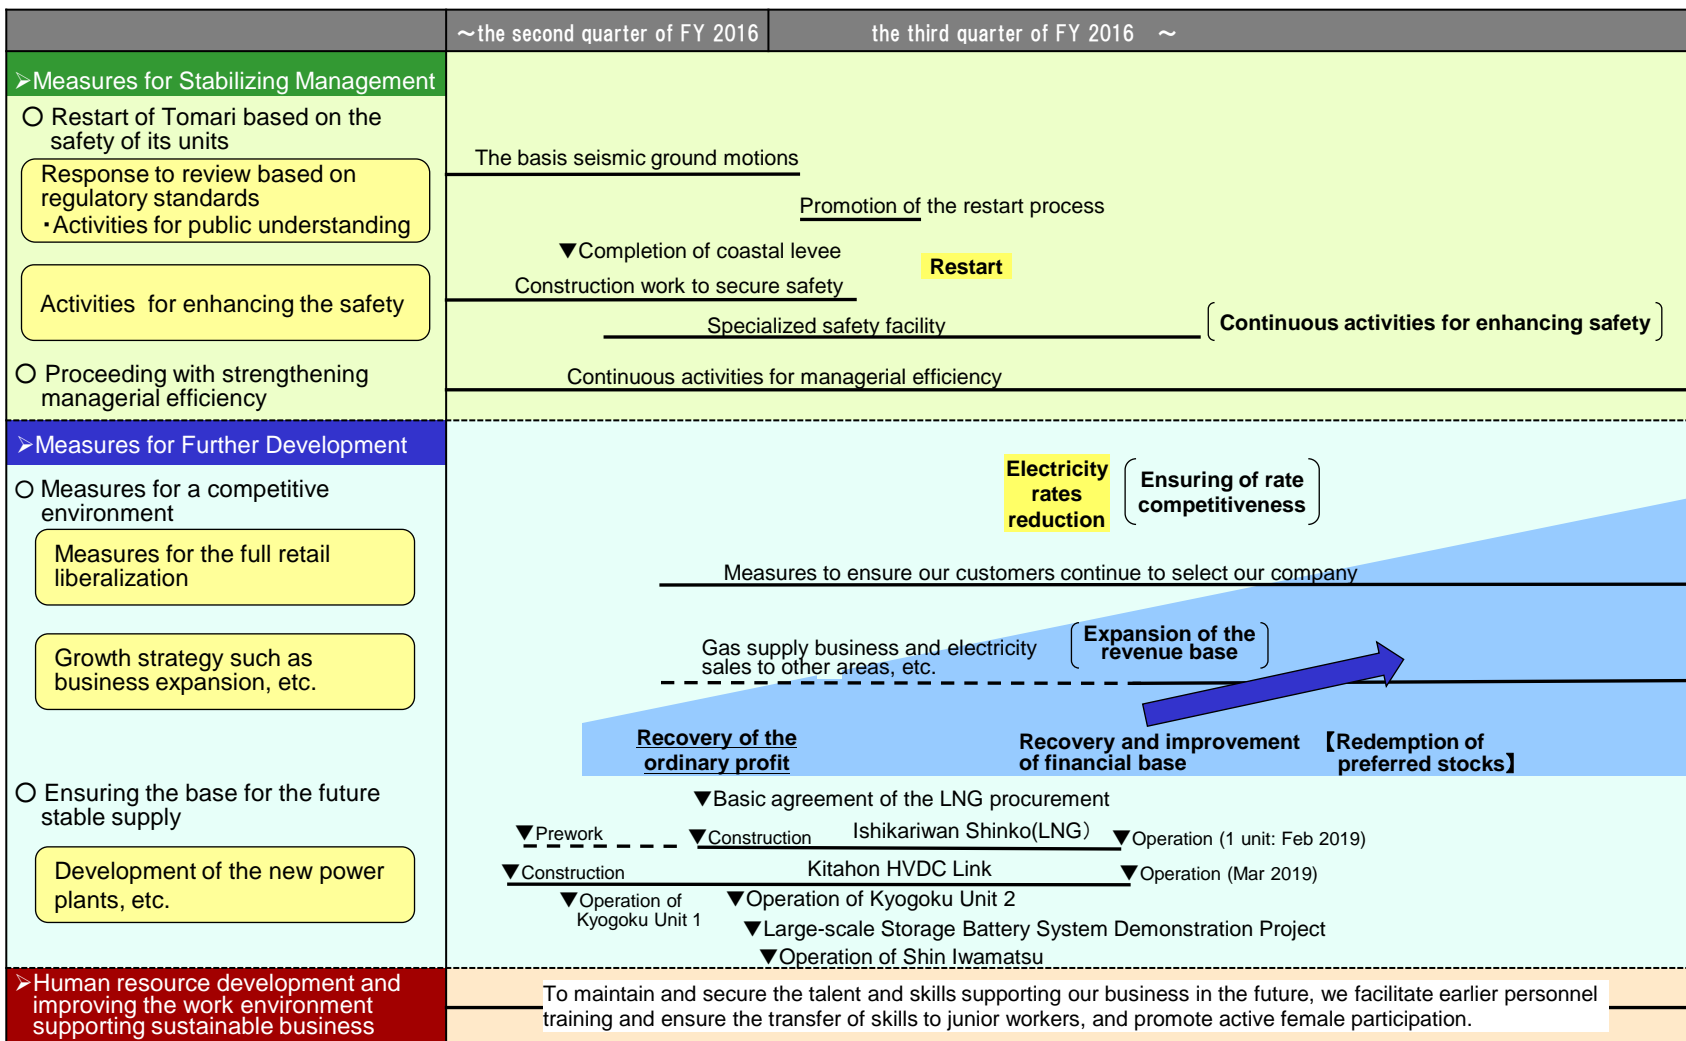 ～the second quarter of FY 2016
the third quarter of FY 2016 ～
➢Measures for Stabilizing Management
○ Restart of Tomari based on the
safety of its units
Response to review based on
regulatory standards
・Activities for public understanding
The basis seismic ground motions
Promotion of the restart process
▼Completion of coastal levee
Restart
Activities for enhancing the safety
Construction work to secure safety
Specialized safety facility
Continuous activities for enhancing safety
○ Proceeding with strengthening
managerial efficiency
Continuous activities for managerial efficiency
➢Measures for Further Development
○ Measures for a competitive
environment
Electricity
rates
reduction
Ensuring of rate
competitiveness
Measures for the full retail
liberalization
Measures to ensure our customers continue to select our company
Growth strategy such as
business expansion, etc.
Gas supply business and electricity
sales to other areas, etc.
Expansion of the
revenue base
Recovery of the
ordinary profit
Recovery and improvement
of financial base
【Redemption of
preferred stocks】
○ Ensuring the base for the future
stable supply
▼Basic agreement of the LNG procurement
▼Prework
▼Construction
Ishikariwan Shinko(LNG）
▼Operation (1 unit: Feb 2019)
Development of the new power
plants, etc.
▼Construction
Kitahon HVDC Link
▼Operation (Mar 2019)
▼Operation of
Kyogoku Unit 1
▼Operation of Kyogoku Unit 2
▼Large-scale Storage Battery System Demonstration Project
▼Operation of Shin Iwamatsu
➢Human resource development and
improving the work environment
supporting sustainable business
To maintain and secure the talent and skills supporting our business in the future, we facilitate earlier personnel
training and ensure the transfer of skills to junior workers, and promote active female participation.